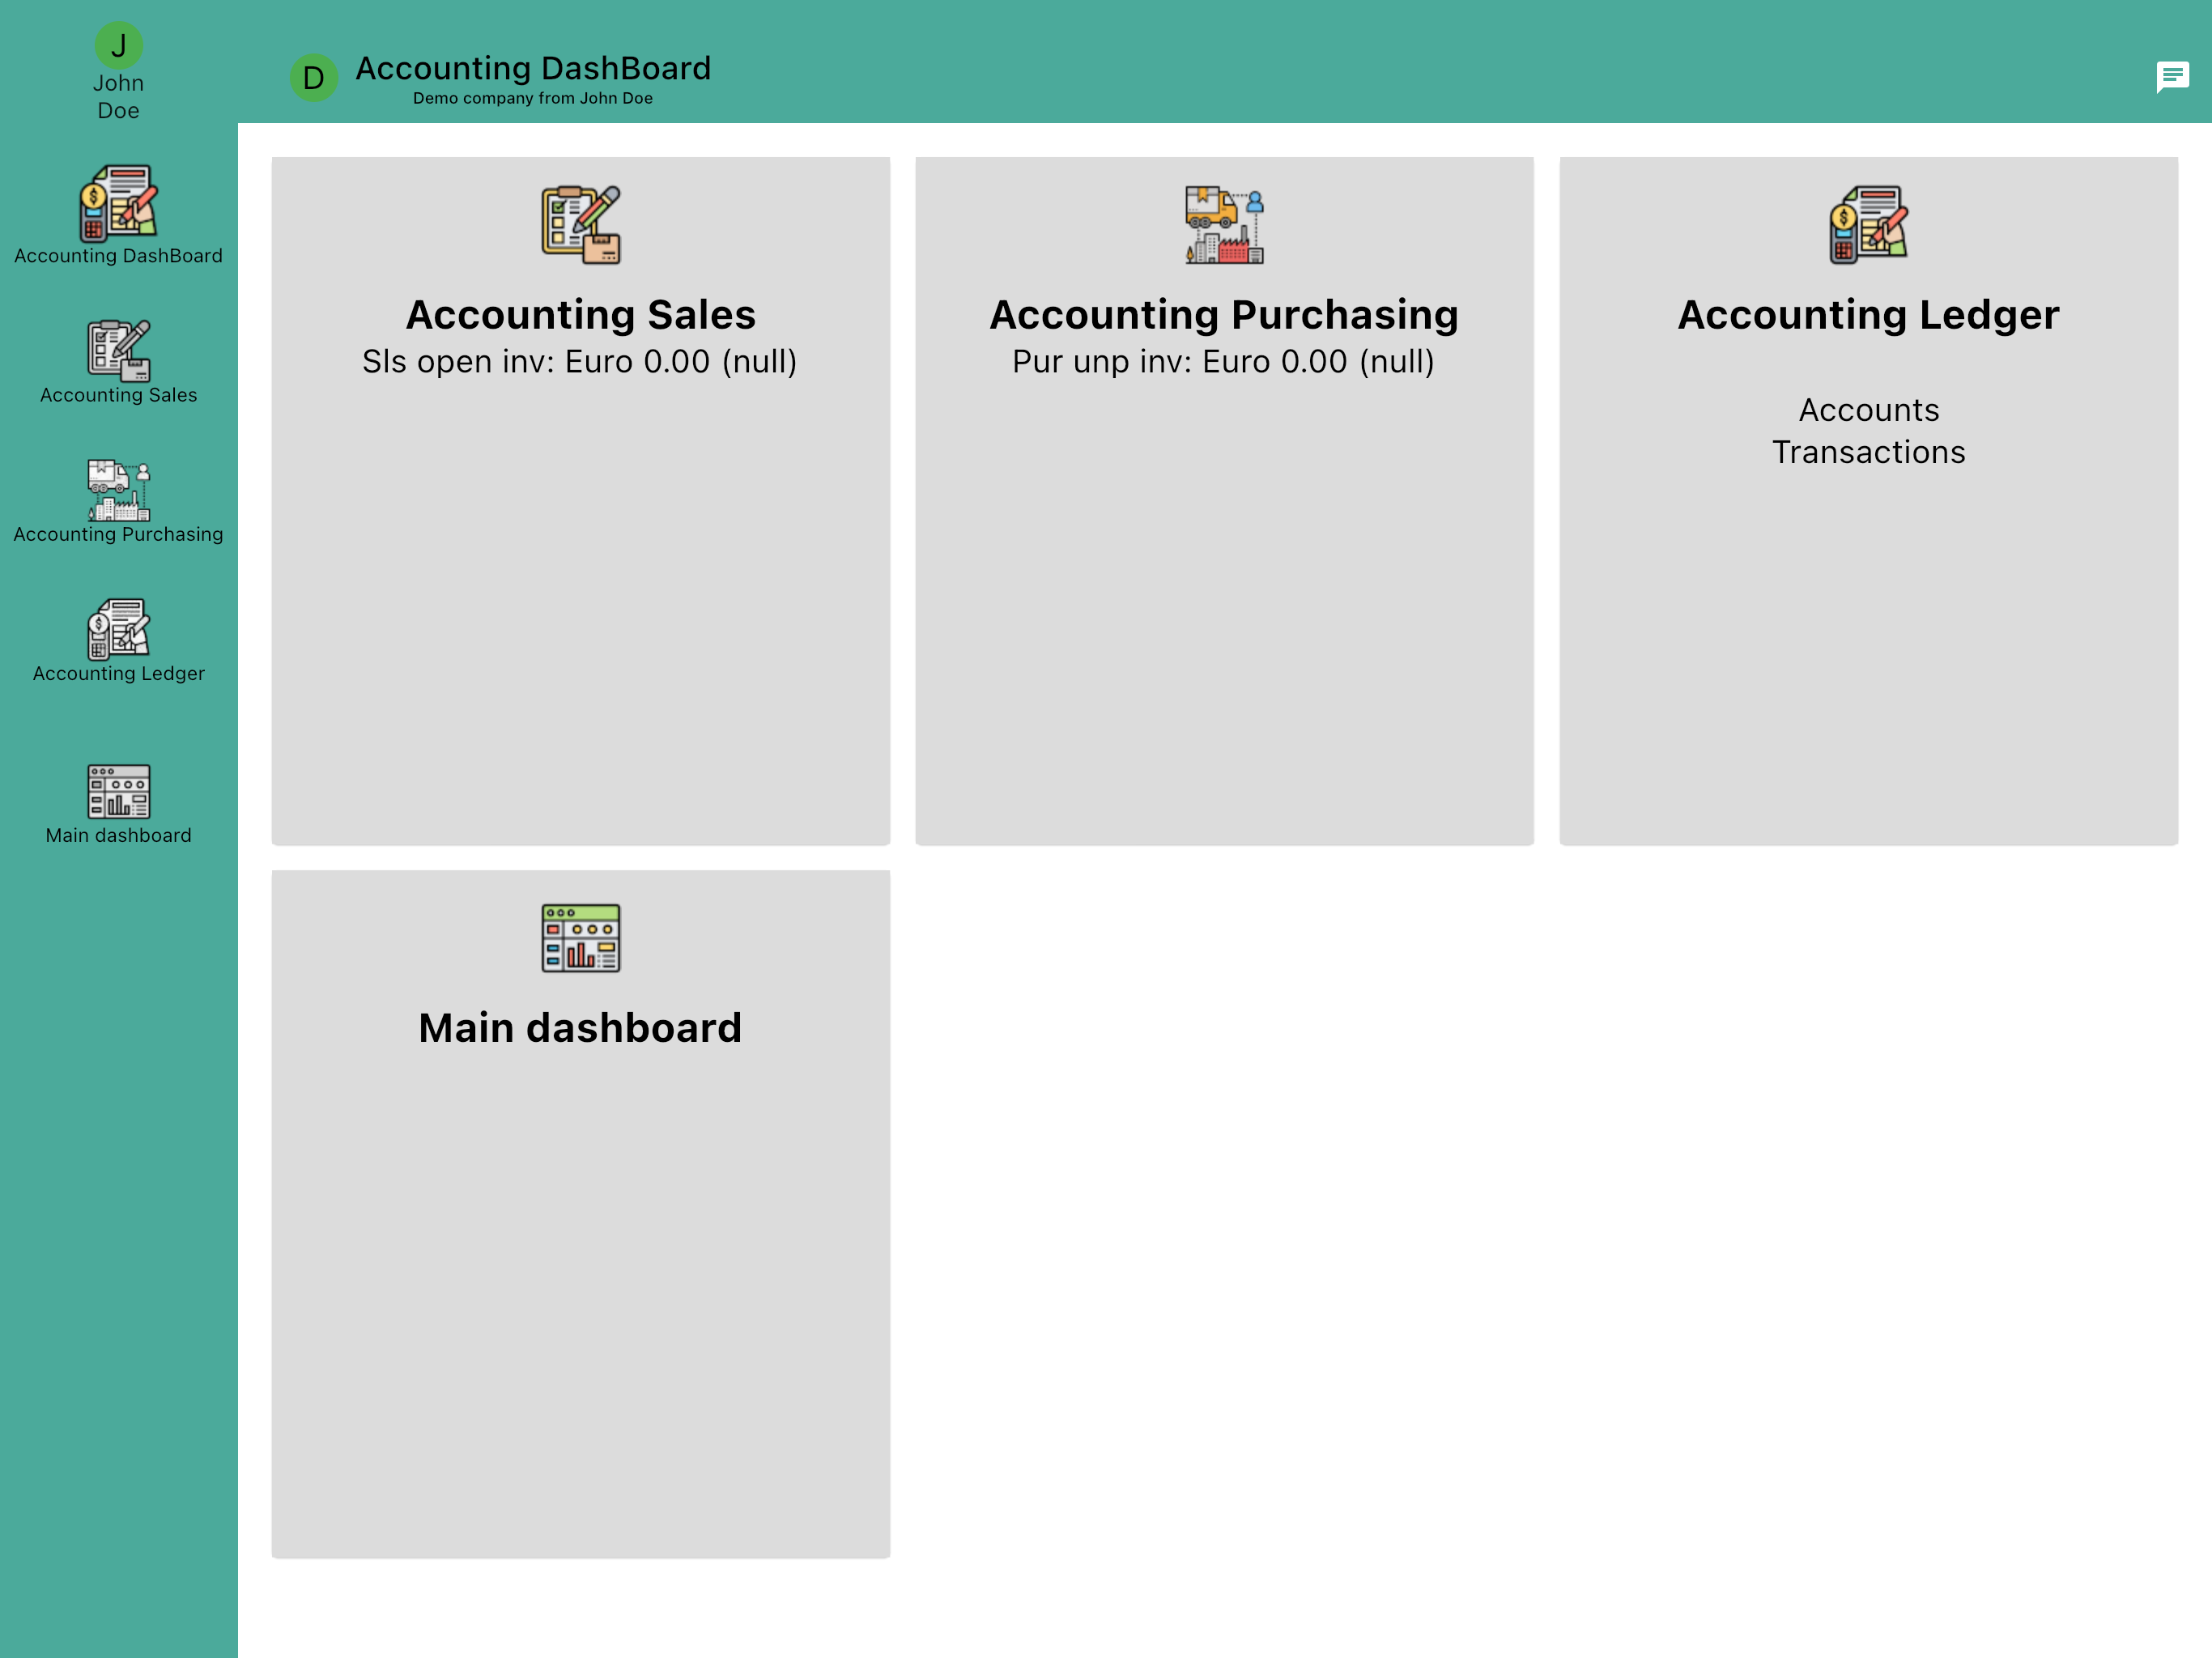 J
John
Doe
Accounting DashBoard
Accounting Sales
Accounting Purchasing
Accounting Ledger
Main dashboard
D
Accounting DashBoard
Demo company from John Doe
Accounting Sales
Sls open inv: Euro 0.00 (null)
Accounting Purchasing
Pur unp inv: Euro 0.00 (null)
Accounting Ledger
Accounts
Transactions
Main dashboard